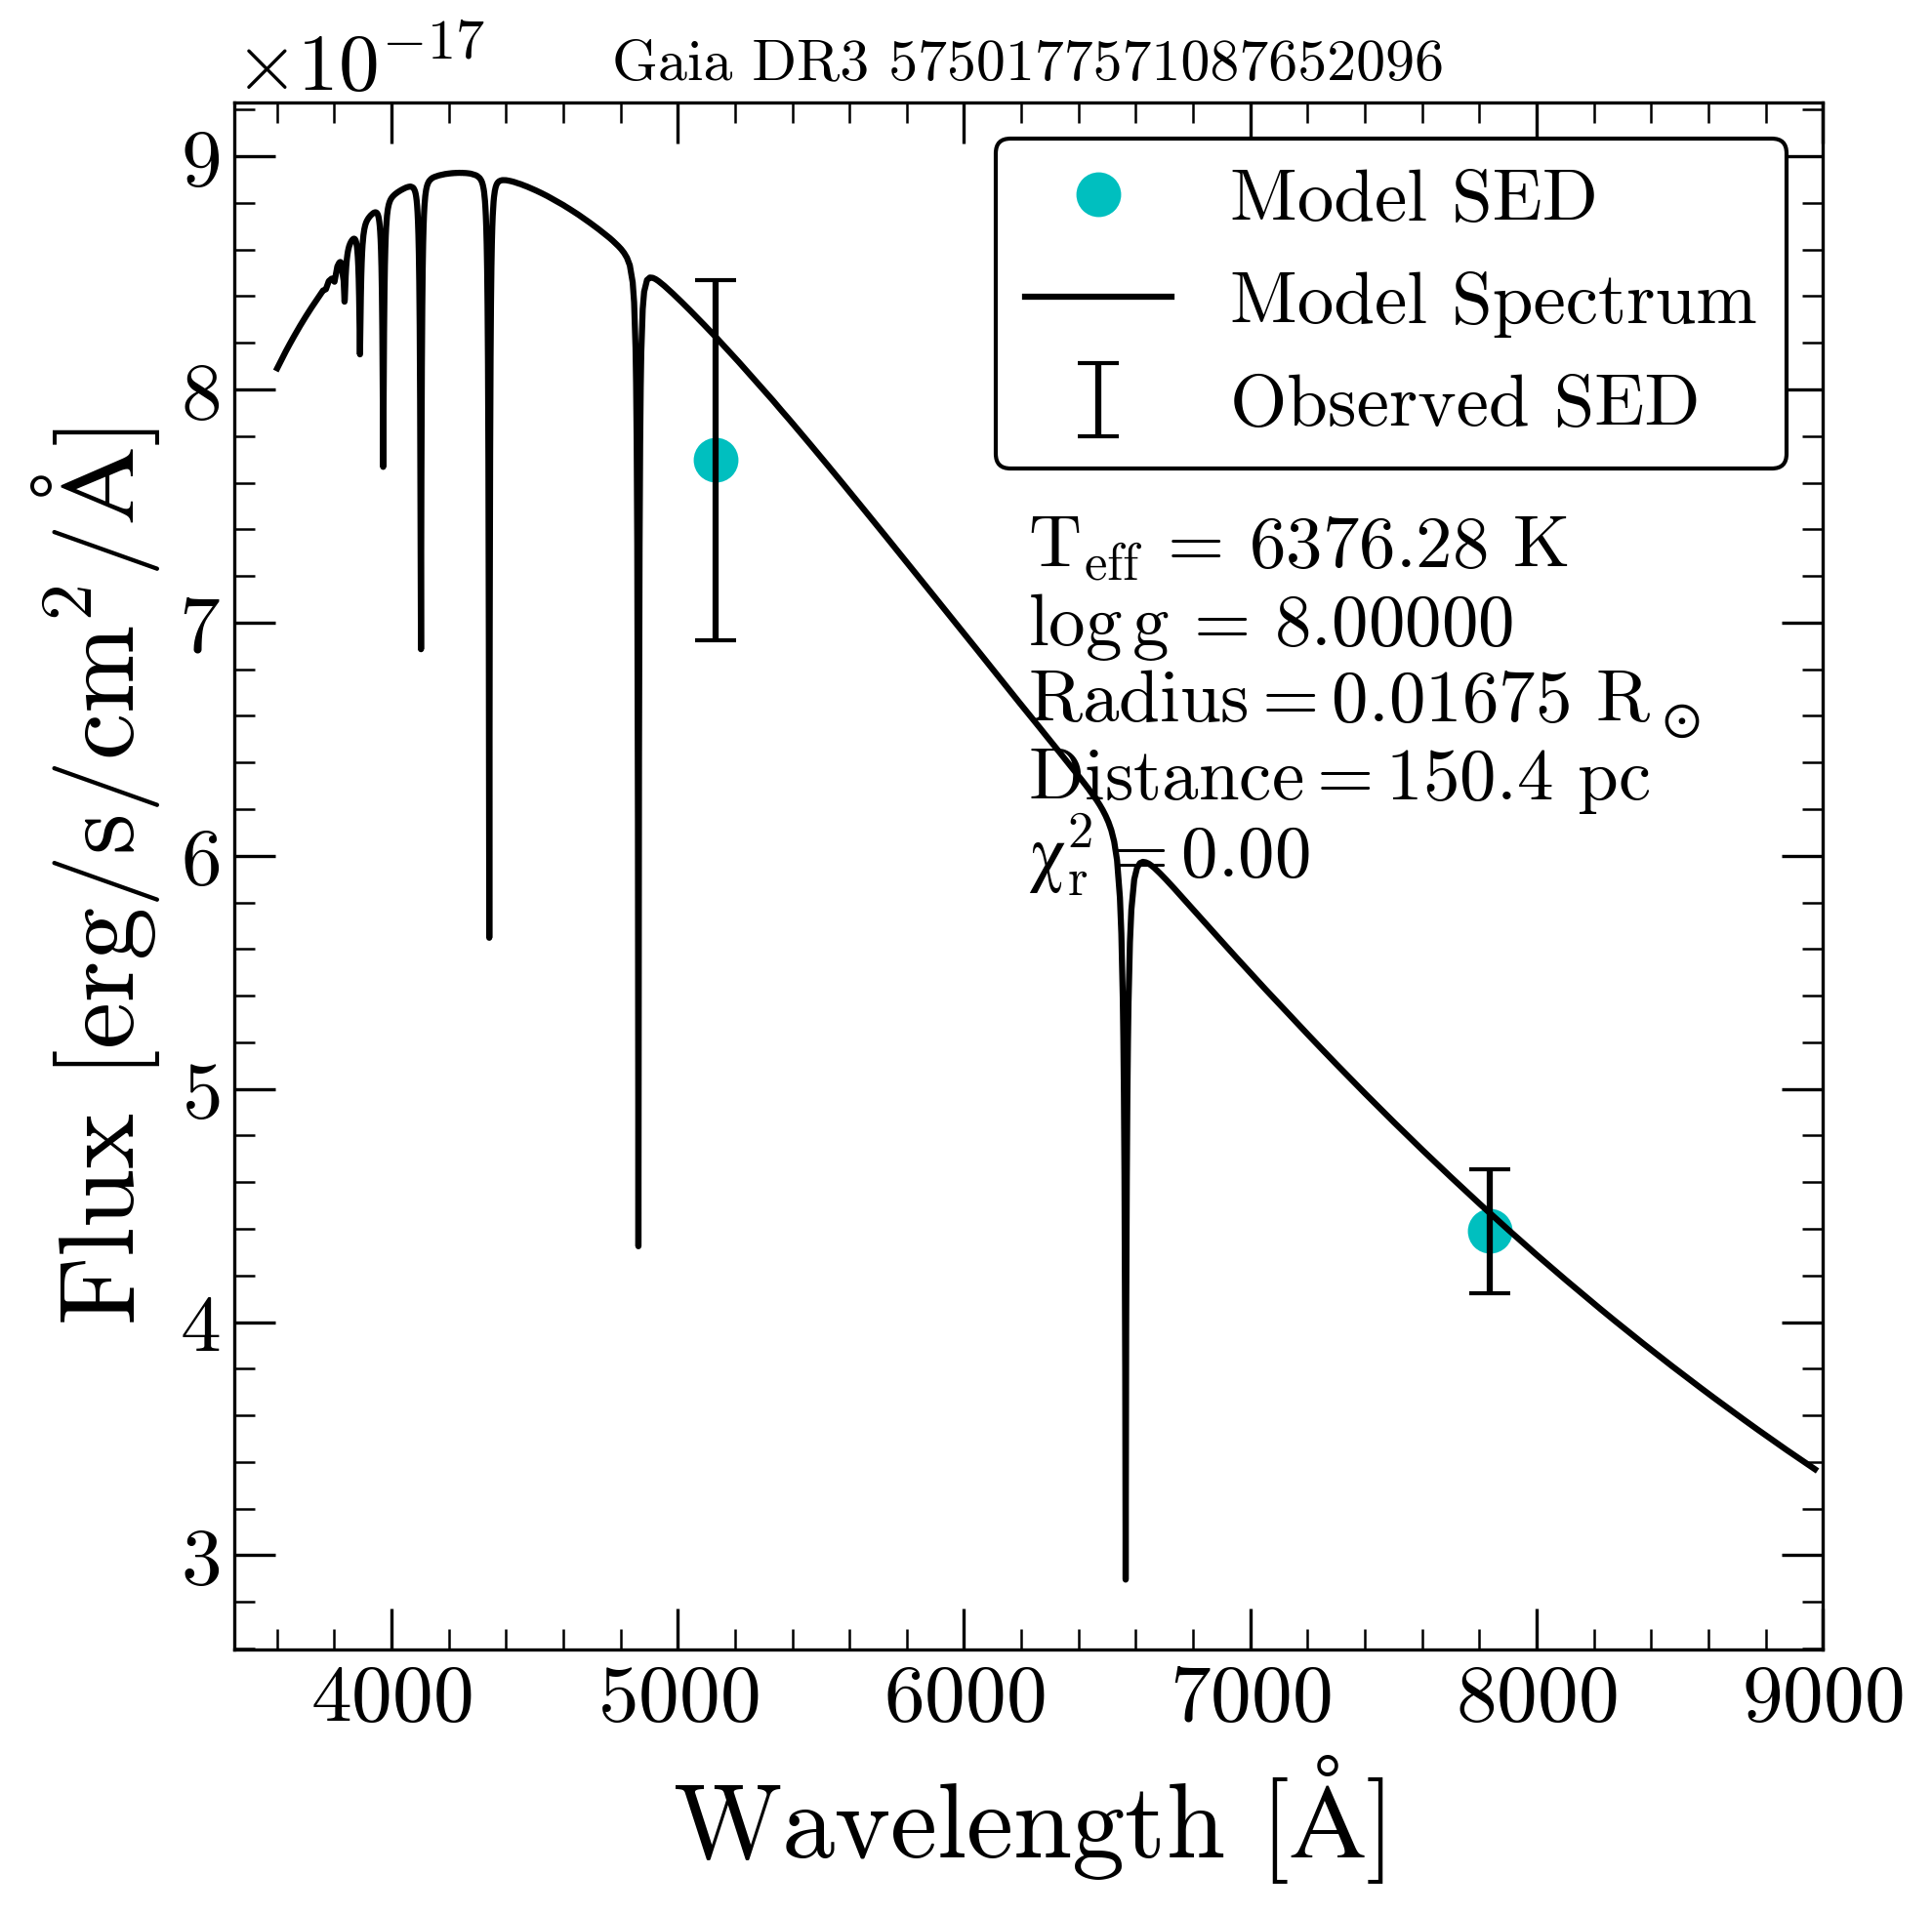 ×10⁻¹⁷
Gaia DR3 5750177571087652096
9
8
7
6
5
4
3
Flux [erg/s/cm²/Å]
Model SED
Model Spectrum
Observed SED
T_eff = 6376.28 K
log g = 8.00000
Radius = 0.01675 R_⊙
Distance = 150.4 pc
χ_r² = 0.00
4000 5000 6000 7000 8000 9000
Wavelength [Å]